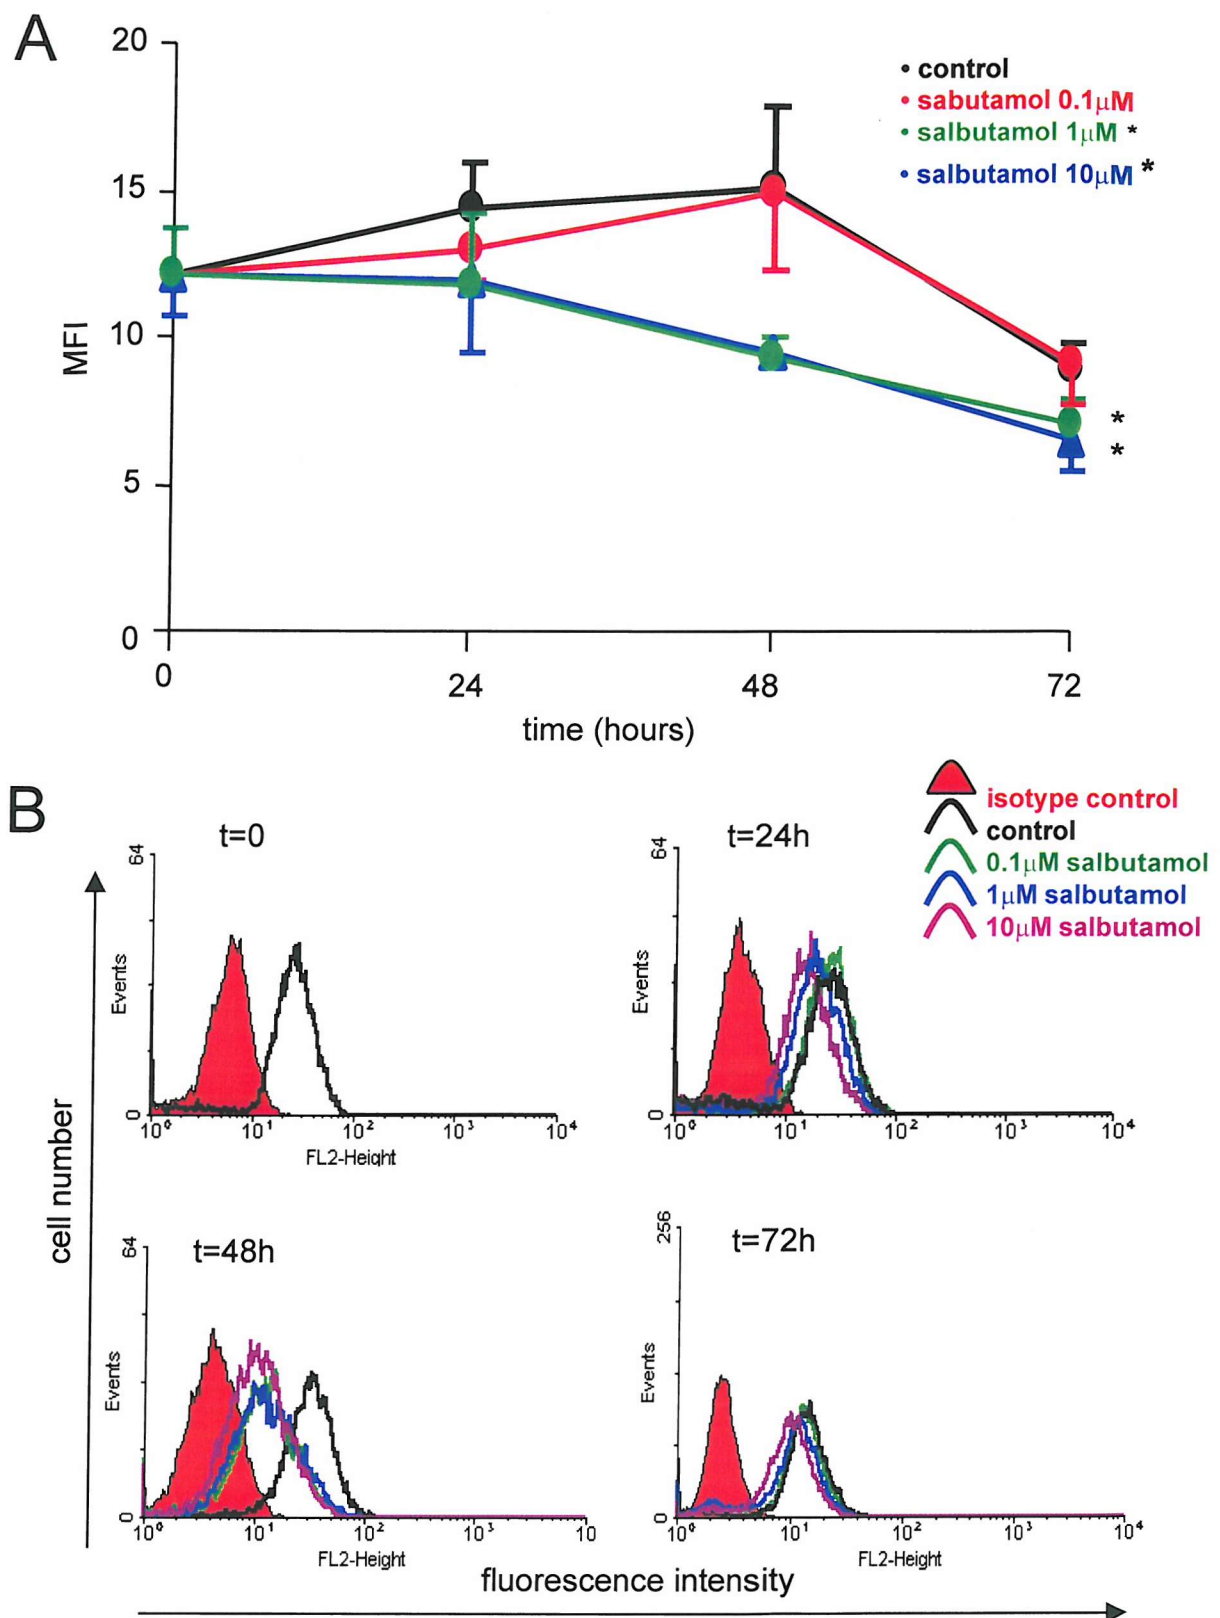 A
20
15
10
5
0
MFI
0
24
48
72
time (hours)
• control
• sabutamol 0.1μM
• salbutamol 1μM *
• salbutamol 10μM *
*
*
B
isotype control
control
0.1μM salbutamol
1μM salbutamol
10μM salbutamol
t=0
64
Events
0
10⁰ 10¹ 10² 10³ 10⁴
FL2-Height
t=24h
64
Events
0
10⁰ 10¹ 10² 10³ 10⁴
cell number
t=48h
64
Events
0
10⁰ 10¹ 10² 10³ 10
FL2-Height
t=72h
256
Events
0
10⁰ 10¹ 10² 10³ 10⁴
FL2-Height
fluorescence intensity